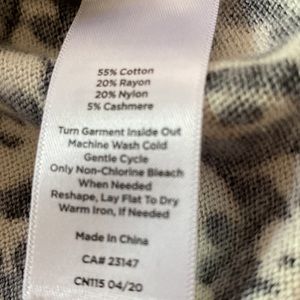 55% Cotton
20% Rayon
20% Nylon
5% Cashmere
Turn Garment Inside Out
Machine Wash Cold
Gentle Cycle
Only Non-Chlorine Bleach
When Needed
Reshape, Lay Flat To Dry
Warm Iron, If Needed
Made In China
CA# 23147
CN115 04/20